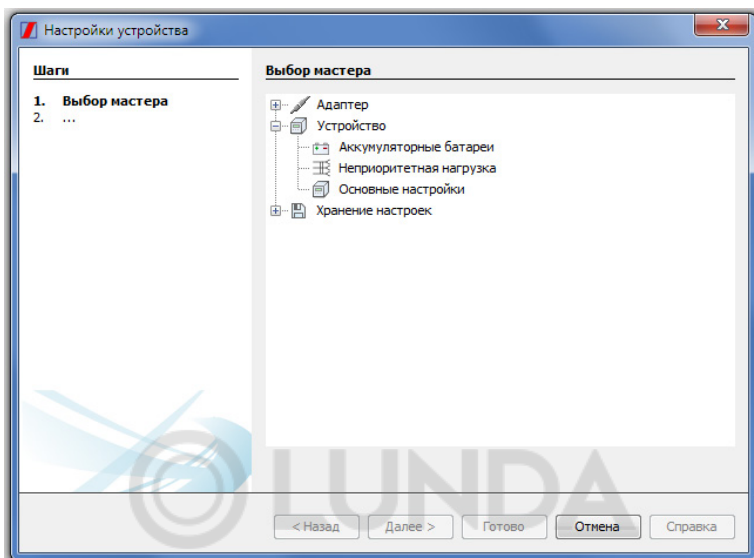 Настройки устройства
Шаги
1. Выбор мастера
2. ...
Выбор мастера
Адаптер
Устройство
Аккумуляторные батареи
Неприоритетная нагрузка
Основные настройки
Хранение настроек
LUNDA
< Назад
Далее >
Готово
Отмена
Справка